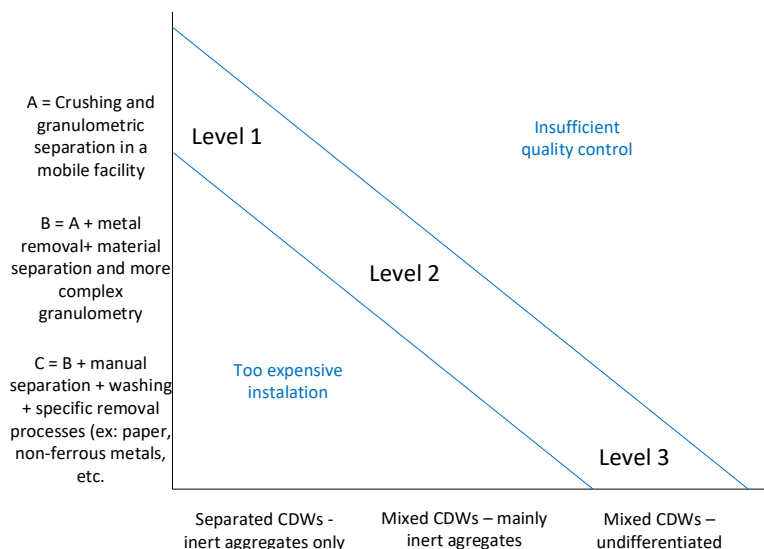 A = Crushing and
granulometric
separation in a
mobile facility
B = A + metal
removal+ material
separation and more
complex
granulometry
C = B + manual
separation + washing
+ specific removal
processes (ex: paper,
non-ferrous metals,
etc.
Level 1
Level 2
Level 3
Insufficient
quality control
Too expensive
instalation
Separated CDWs -
inert aggregates only
Mixed CDWs – mainly
inert agregates
Mixed CDWs –
undifferentiated